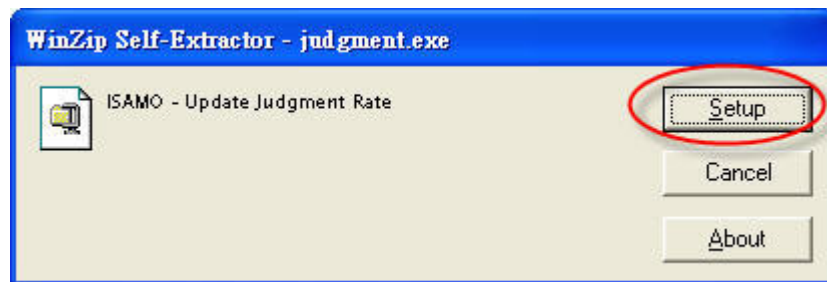 WinZip Self-Extractor - judgment.exe
ISAMO - Update Judgment Rate
Setup
Cancel
About